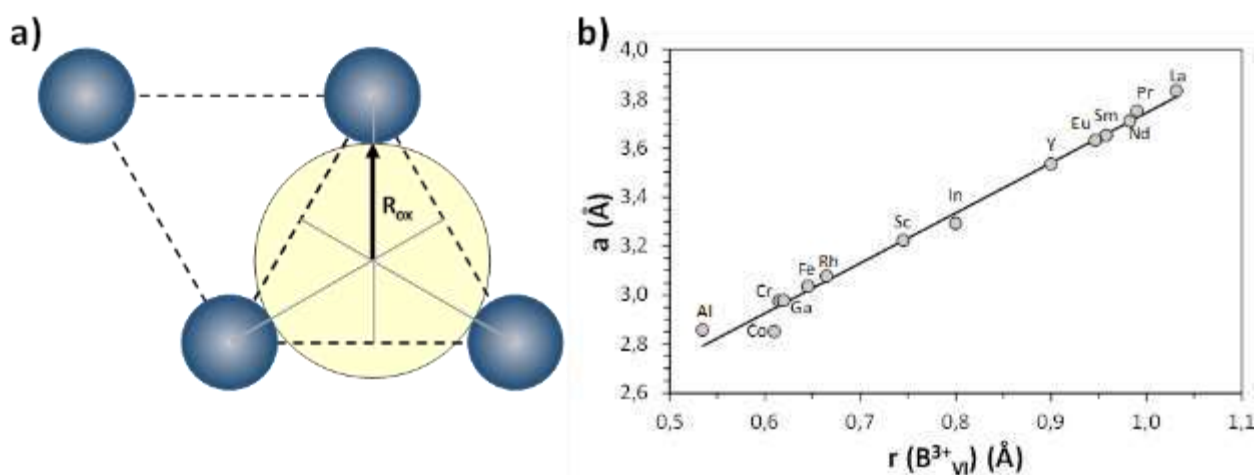 a)
R_ox
b)
4,0
3,8
3,6
3,4
3,2
3,0
2,8
2,6
a (Å)
La
Pr
Eu
Sm
Nd
Y
In
Sc
Fe
Rh
Cr
Ga
Al
Co
0,5
0,6
0,7
0,8
0,9
1,0
1,1
r (B³⁺_VI) (Å)